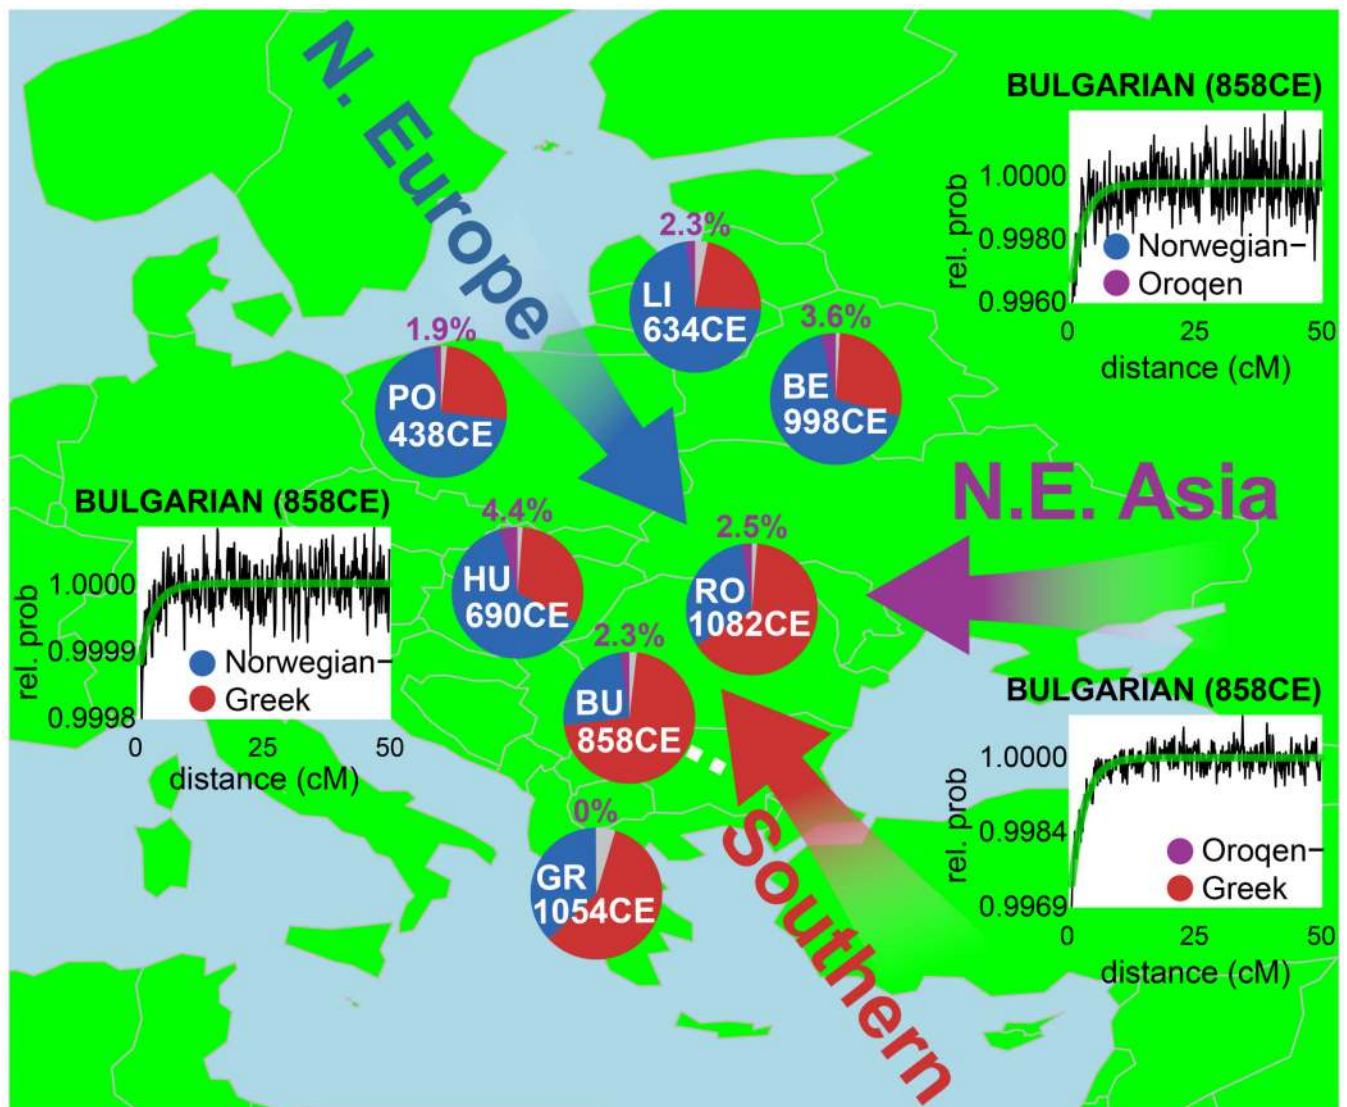 N. Europe
BULGARIAN (858CE)
rel. prob
1.0000
0.9980
0.9960
Norwegian
Oroqen
0
25
50
distance (cM)
2.3%
LI
634CE
3.6%
BE
998CE
1.9%
PO
438CE
N.E. Asia
BULGARIAN (858CE)
rel. prob
1.0000
0.9999
0.9998
Norwegian
Greek
0
25
50
distance (cM)
4.4%
HU
690CE
2.5%
RO
1082CE
2.3%
BU
858CE
BULGARIAN (858CE)
rel. prob
1.0000
0.9984
0.9969
Oroqen
Greek
0
25
50
distance (cM)
0%
GR
1054CE
Southern